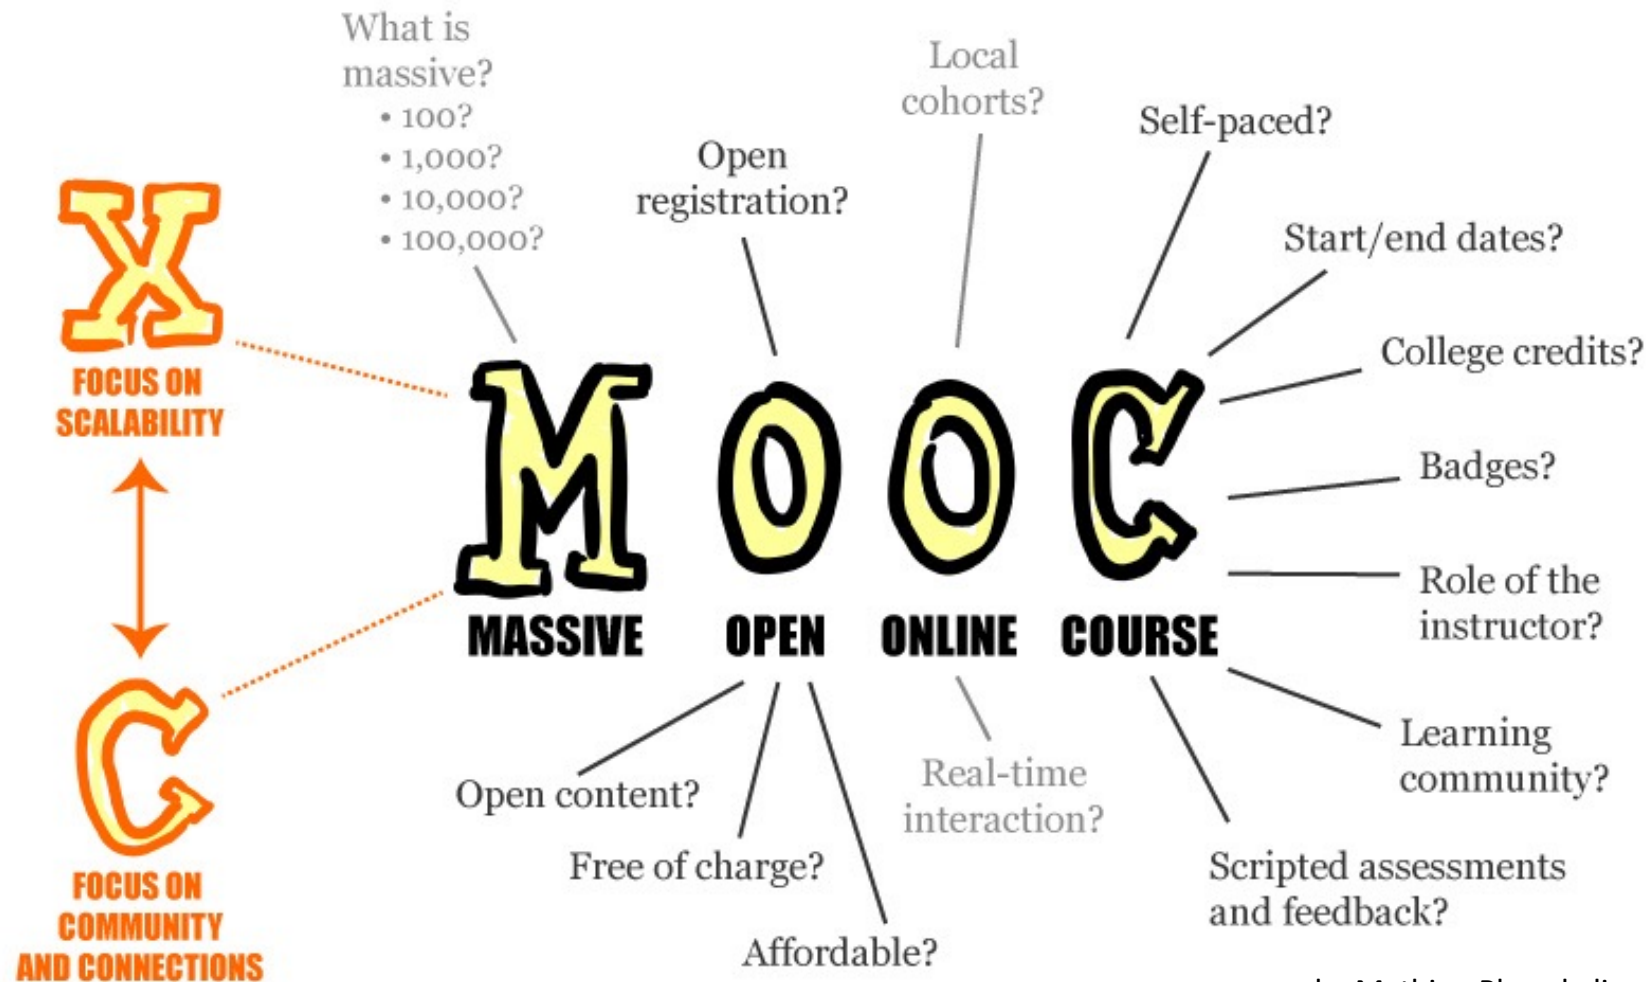 What is
massive?
• 100?
• 1,000?
• 10,000?
• 100,000?
Open
registration?
Local
cohorts?
Self-paced?
Start/end dates?
College credits?
Badges?
Role of the
instructor?
Learning
community?
Scripted assessments
and feedback?
X
FOCUS ON
SCALABILITY
C
FOCUS ON
COMMUNITY
AND CONNECTIONS
MOOC
MASSIVE OPEN ONLINE COURSE
Open content?
Free of charge?
Affordable?
Real-time
interaction?